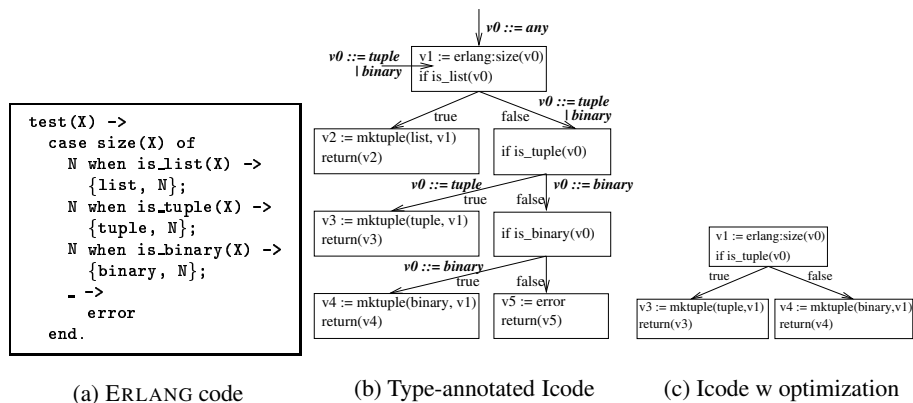 test(X) ->
case size(X) of
N when is_list(X) ->
{list, N};
N when is_tuple(X) ->
{tuple, N};
N when is_binary(X) ->
{binary, N};
_ ->
error
end.
(a) ERLANG code
v0 ::= any
v0 ::= tuple
| binary
v1 := erlang:size(v0)
if is_list(v0)
v0 ::= tuple
| binary
true
false
v2 := mktuple(list, v1)
return(v2)
if is_tuple(v0)
v0 ::= tuple
v0 ::= binary
true
false
v3 := mktuple(tuple, v1)
return(v3)
if is_binary(v0)
v0 ::= binary
true
false
v4 := mktuple(binary, v1)
return(v4)
v5 := error
return(v5)
(b) Type-annotated Icode
v1 := erlang:size(v0)
if is_tuple(v0)
true
false
v3 := mktuple(tuple,v1)
return(v3)
v4 := mktuple(binary,v1)
return(v4)
(c) Icode w optimization